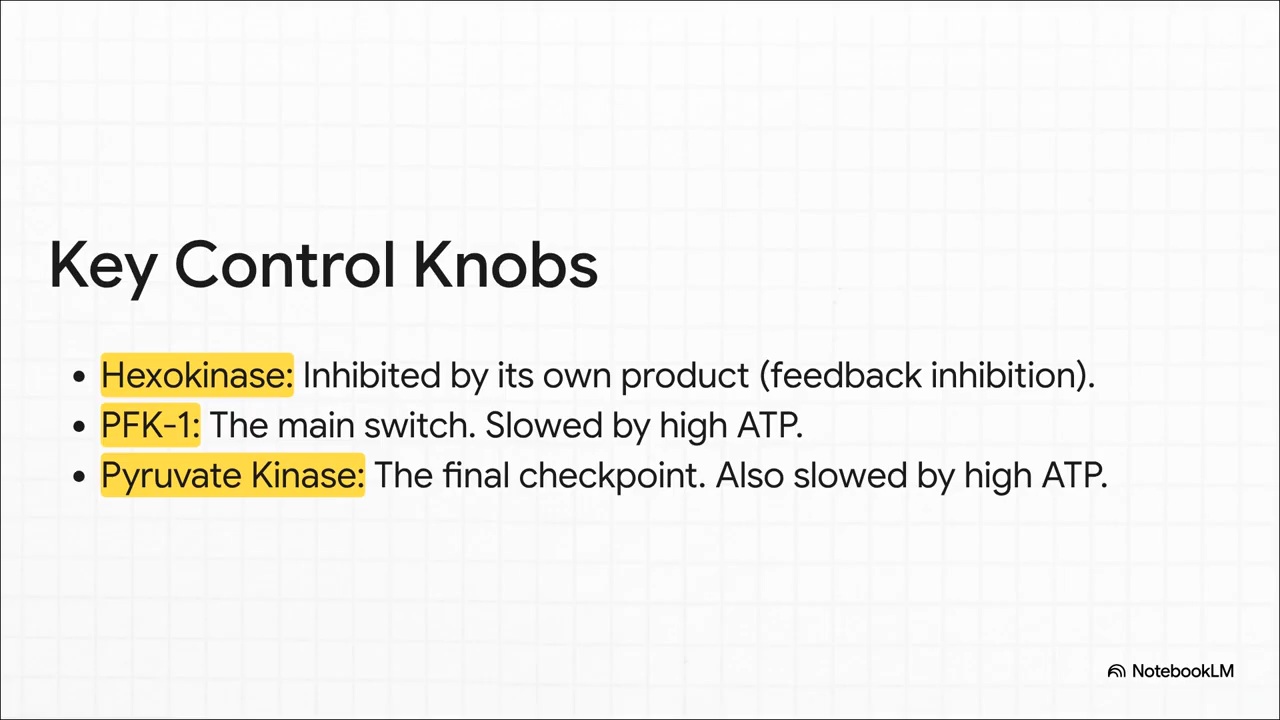 Key Control Knobs
• Hexokinase: Inhibited by its own product (feedback inhibition).
• PFK-1: The main switch. Slowed by high ATP.
• Pyruvate Kinase: The final checkpoint. Also slowed by high ATP.
NotebookLM